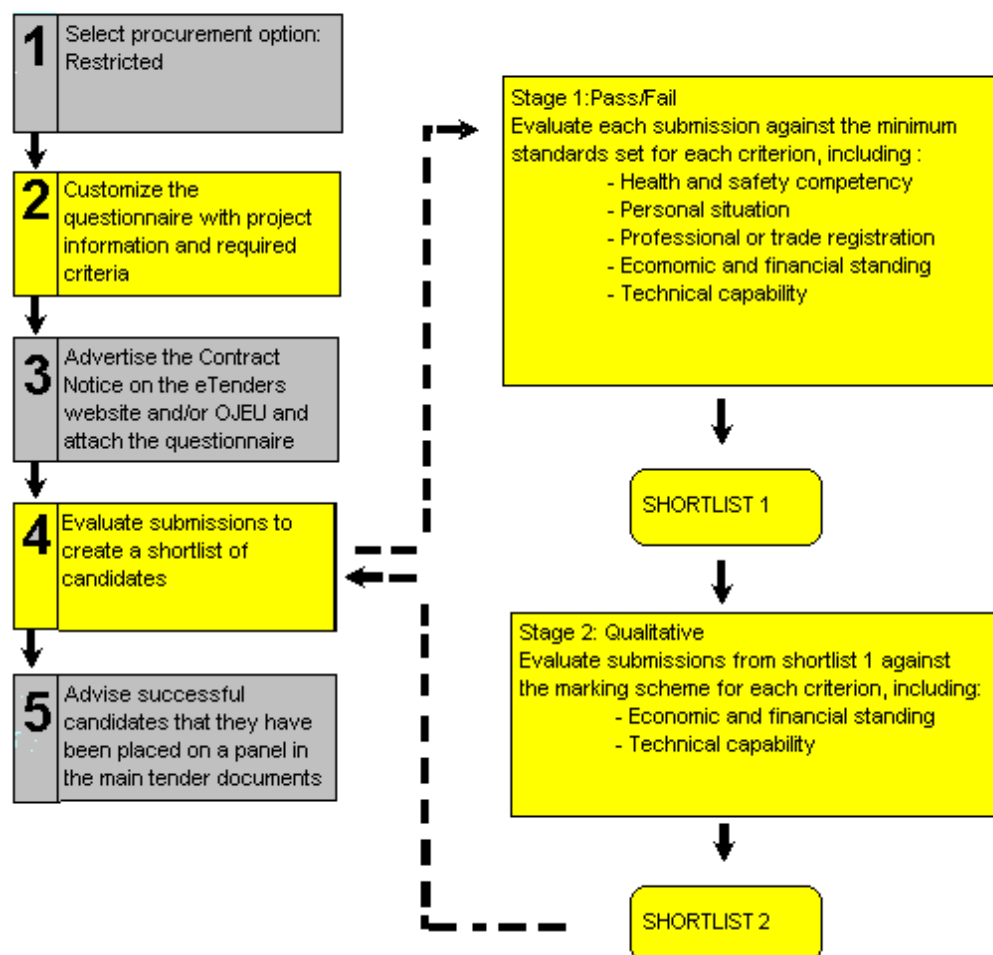 1
Select procurement option:
Restricted
2
Customize the
questionnaire with project
information and required
criteria
3
Advertise the Contract
Notice on the eTenders
website and/or OJEU and
attach the questionnaire
4
Evaluate submissions to
create a shortlist of
candidates
5
Advise successful
candidates that they have
been placed on a panel in
the main tender documents
Stage 1:Pass/Fail
Evaluate each submission against the minimum
standards set for each criterion, including :
- Health and safety competency
- Personal situation
- Professional or trade registration
- Ecomomic and financial standing
- Technical capability
SHORTLIST 1
Stage 2: Qualitative
Evaluate submissions from shortlist 1 against
the marking scheme for each criterion, including:
- Economic and financial standing
- Technical capability
SHORTLIST 2